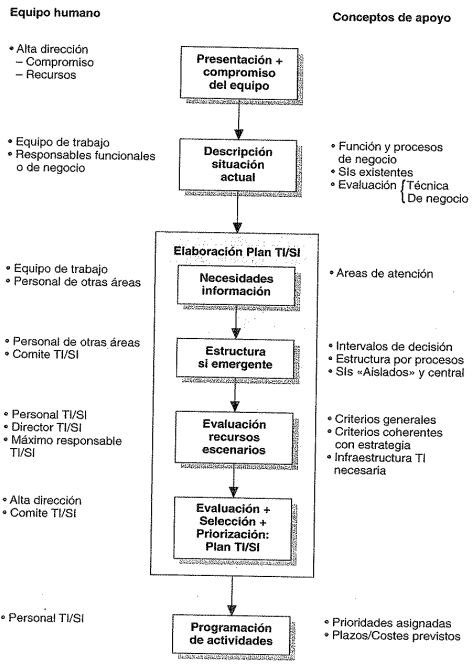 Equipo humano
Conceptos de apoyo
• Alta dirección
– Compromiso
– Recursos
Presentación +
compromiso
del equipo
• Equipo de trabajo
• Responsables funcionales
o de negocio
Descripción
situación
actual
• Función y procesos
de negocio
• SIs existentes
• Evaluación { Técnica
De negocio
Elaboración Plan TI/SI
• Equipo de trabajo
• Personal de otras áreas
Necesidades
información
• Areas de atención
• Personal de otras áreas
• Comite TI/SI
Estructura
si emergente
• Intervalos de decisión
• Estructura por procesos
• SIs «Aislados» y central
• Personal TI/SI
• Director TI/SI
• Máximo responsable
TI/SI
Evaluación
recursos
escenarios
• Criterios generales
• Criterios coherentes
con estrategia
• Infraestructura TI
necesaria
• Alta dirección
• Comite TI/SI
Evaluación +
Selección +
Priorización:
Plan TI/SI
• Personal TI/SI
Programación
de actividades
• Prioridades asignadas
• Plazos/Costes previstos